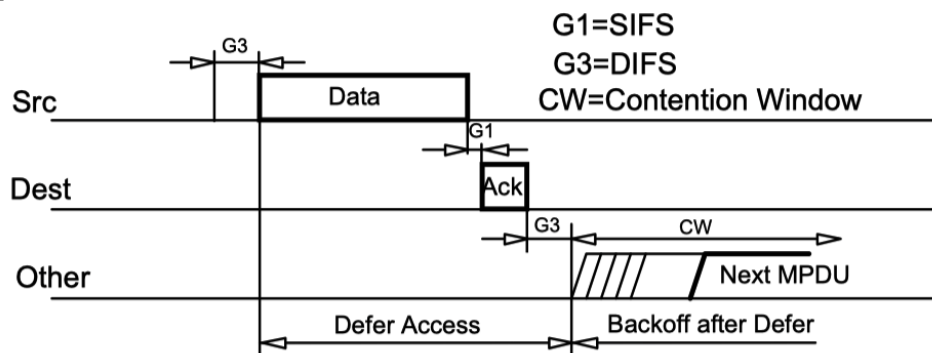 G3
G1=SIFS
G3=DIFS
CW=Contention Window
Src
Data
G1
Dest
Ack
G3
CW
Other
Next MPDU
Defer Access
Backoff after Defer